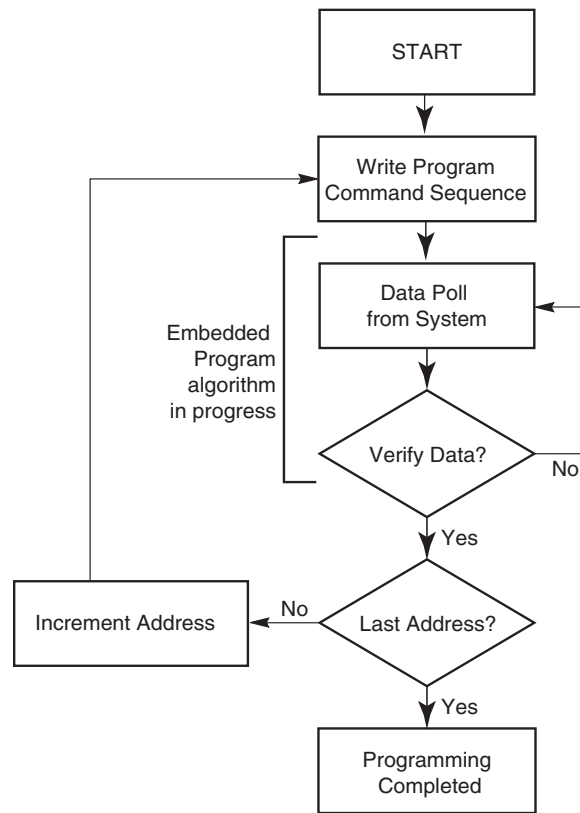 START
Write Program
Command Sequence
Data Poll
from System
Embedded
Program
algorithm
in progress
Verify Data?
No
Yes
Last Address?
No
Increment Address
Yes
Programming
Completed